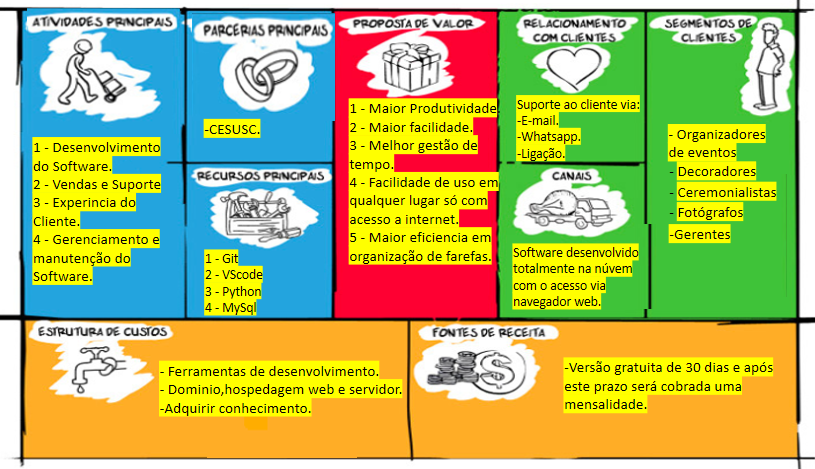 ATIVIDADES PRINCIPAIS
1 - Desenvolvimento
do Software.
2 - Vendas e Suporte
3 - Experincia do
Cliente.
4 - Gerenciamento e
manutenção do
Software.
PARCERIAS PRINCIPAIS
-CESUSC.
RECURSOS PRINCIPAIS
1 - Git
2 - VScode
3 - Python
4 - MySql
PROPOSTA DE VALOR
1 - Maior Produtividade.
2 - Maior facilidade.
3 - Melhor gestão de
tempo.
4 - Facilidade de uso em
qualquer lugar só com
acesso a internet.
5 - Maior eficiencia em
organização de farefas.
RELACIONAMENTO
COM CLIENTES
Suporte ao cliente via:
-E-mail.
-Whatsapp.
-Ligação.
CANAIS
Software desenvolvido
totalmente na núvem
com o acesso via
navegador web.
SEGMENTOS DE
CLIENTES
- Organizadores
de eventos
- Decoradores
- Ceremonialistas
- Fotógrafos
-Gerentes
ESTRUTURA DE CUSTOS
- Ferramentas de desenvolvimento.
- Dominio,hospedagem web e servidor.
-Adquirir conhecimento.
FONTES DE RECEITA
-Versão gratuita de 30 dias e após
este prazo será cobrada uma
mensalidade.